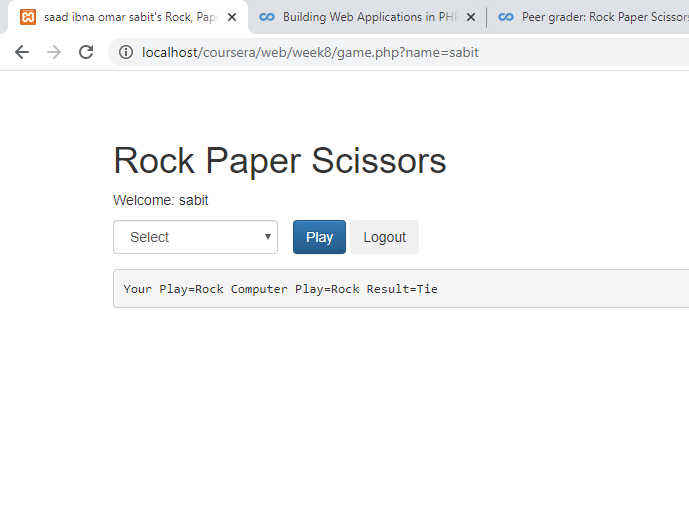 saad ibna omar sabit's Rock, Pap
Building Web Applications in PHP
Peer grader: Rock Paper Scissors
localhost/coursera/web/week8/game.php?name=sabit
Rock Paper Scissors
Welcome: sabit
Select Play Logout
Your Play=Rock Computer Play=Rock Result=Tie